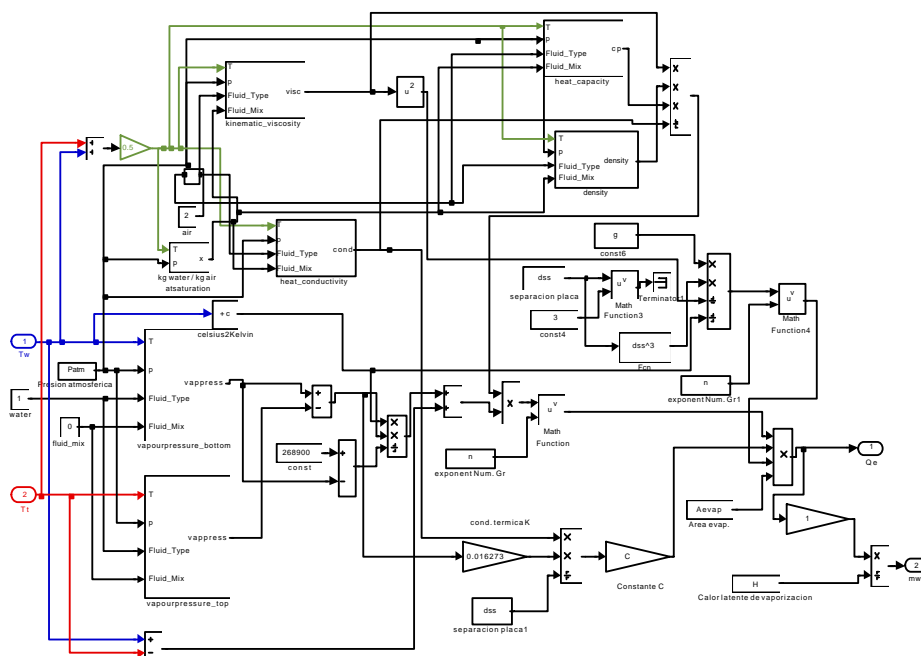 T
P
Fluid_Type
Fluid_Mix
cp
heat_capacity
T
p
Fluid_Type
Fluid_Mix
visc
kinematic_viscosity
u
2
x
x
x
0.5
T
P
Fluid_Type
Fluid_Mix
density
density
2
air
T
P
x
kg water / kg air
atsaturation
p
Fluid_Type
Fluid_Mix
cond
heat_conductivity
g
const6
dss
separacion placa
u
v
Math
Function3
Terminator1
3
const4
dss^3
Fcn
x
x
u
v
Math
Function4
+c
celsius2Kelvin
1
Tw
Patm
Presion atmosferica
1
water
0
fluid_mix
T
p
Fluid_Type
Fluid_Mix
vappress
vapourpressure_bottom
+
−
268900
const
+
−
x
x
+
+
x
u
v
Math
Function
n
exponent Num. Gr
n
exponent Num. Gr1
x
1
Qe
Aevap
Area evap.
1
2
Tt
T
p
Fluid_Type
Fluid_Mix
vappress
vapourpressure_top
cond.termica K
0.016273
x
x
C
Constante C
dss
separacion placa1
H
Calor latente de vaporizacion
x
2
mw
+
−